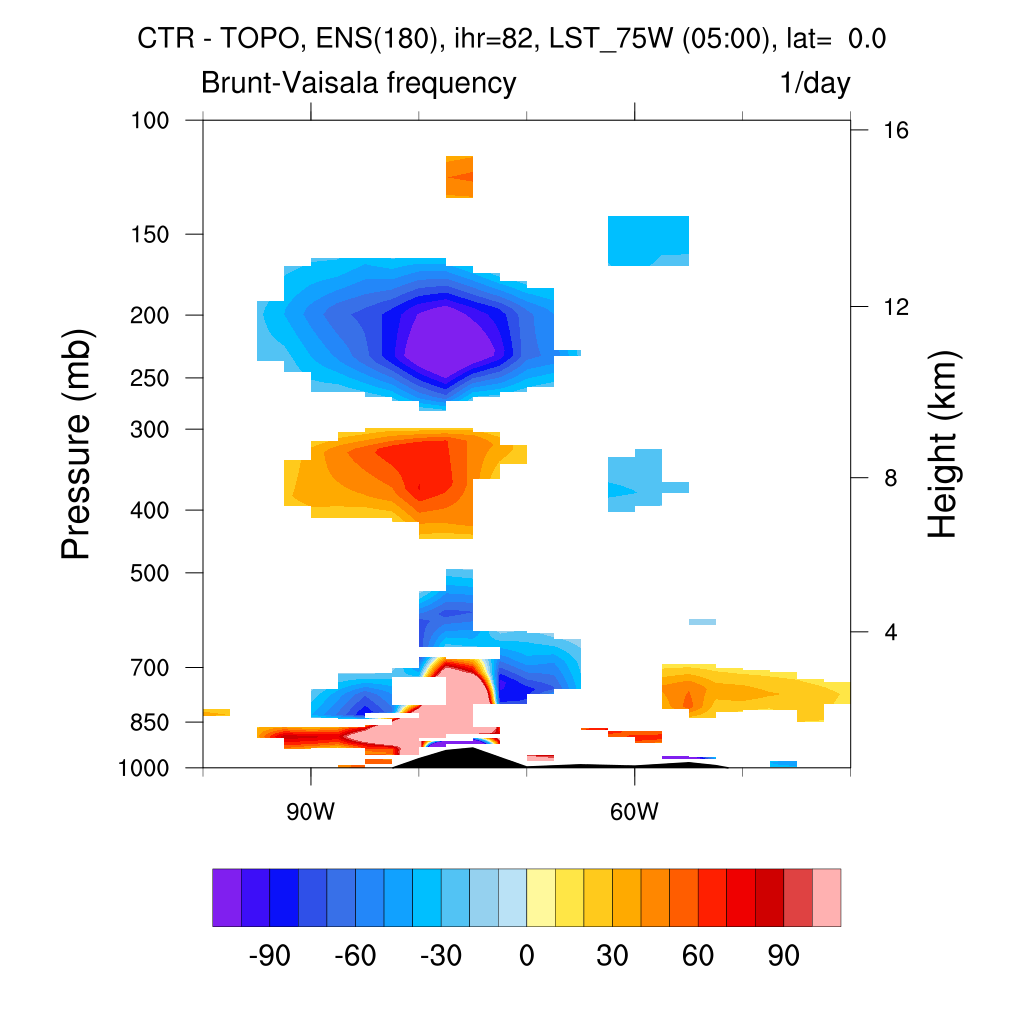 CTR - TOPO, ENS(180), ihr=82, LST_75W (05:00), lat=  0.0
Brunt-Vaisala frequency 1/day
100
150
200
250
300
400
500
700
850
1000
Pressure (mb)
16
12
8
4
Height (km)
90W 60W
-90 -60 -30 0 30 60 90